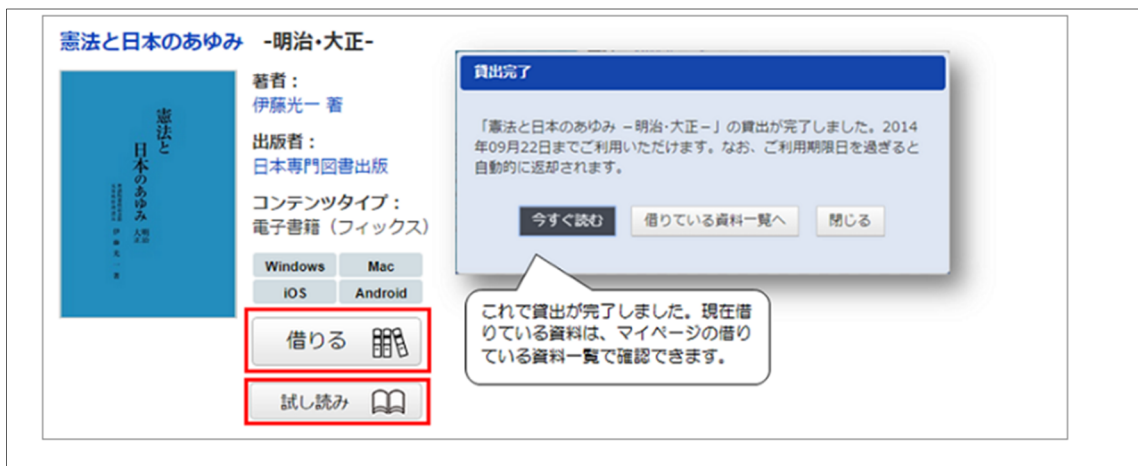 憲法と日本のあゆみ -明治・大正-
憲法と
日本のあゆみ
明治
大正
伊藤光一 著
著者：
伊藤光一 著
出版者：
日本専門図書出版
コンテンツタイプ：
電子書籍（フィックス）
Windows Mac
iOS Android
借りる
試し読み
貸出完了
「憲法と日本のあゆみ －明治・大正－」の貸出が完了しました。2014
年09月22日までご利用いただけます。なお、ご利用期限日を過ぎると
自動的に返却されます。
今すぐ読む 借りている資料一覧へ 閉じる
これで貸出が完了しました。現在借
りている資料は、マイページの借り
ている資料一覧で確認できます。